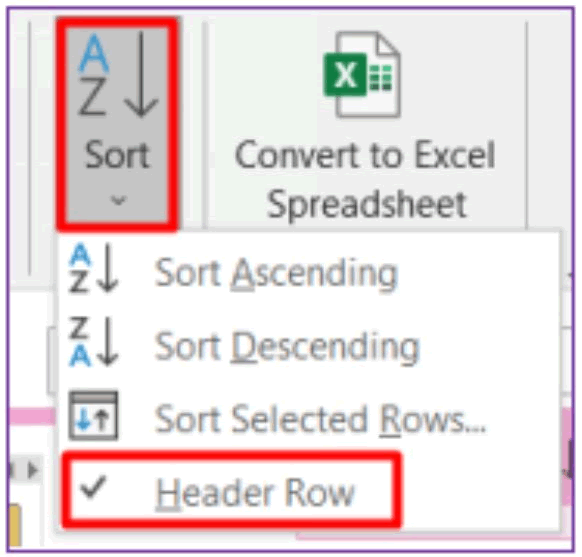 Sort
Convert to Excel
Spreadsheet
Sort Ascending
Sort Descending
Sort Selected Rows...
Header Row